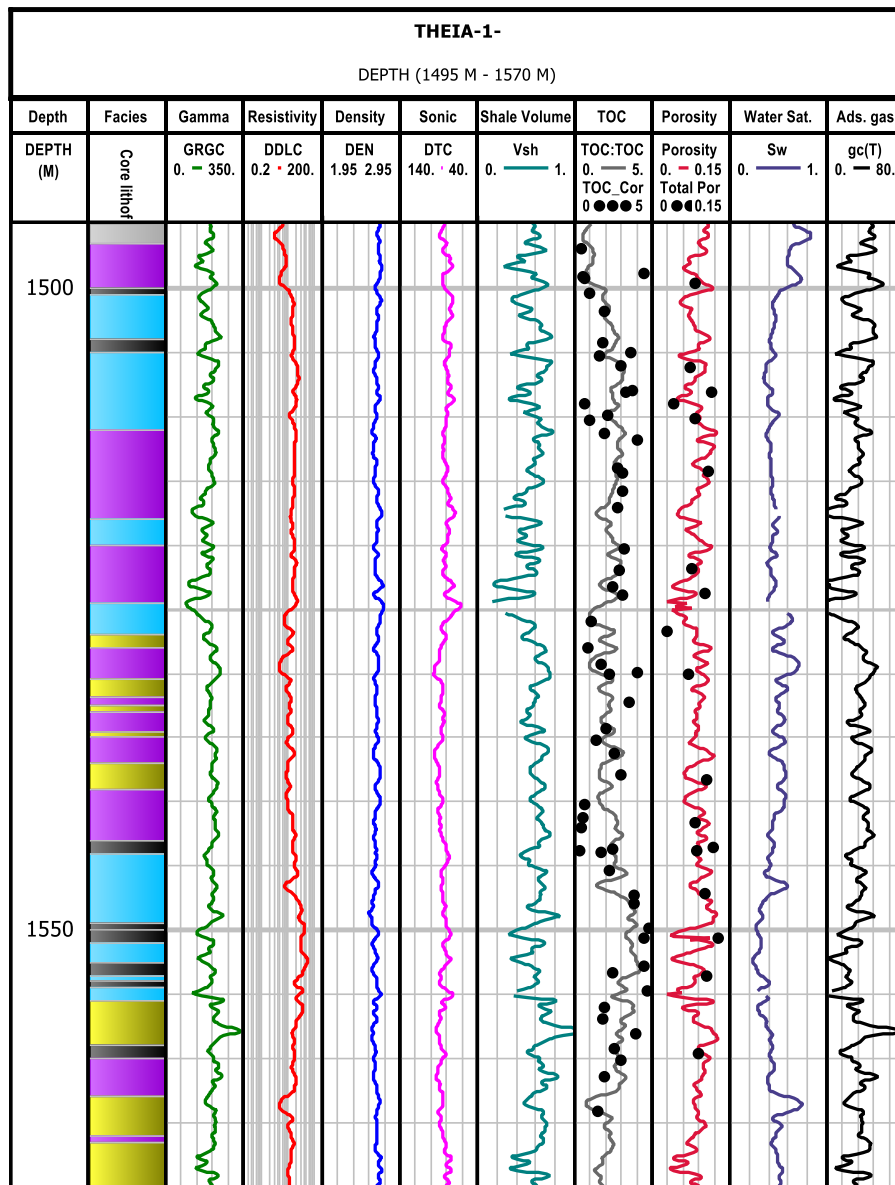 THEIA-1-
DEPTH (1495 M - 1570 M)
Depth Facies Gamma Resistivity Density Sonic Shale Volume TOC Porosity Water Sat. Ads. gas
DEPTH (M)
Core lithof
GRGC
0. 350.
DDLC
0.2 200.
DEN
1.95 2.95
DTC
140. 40.
Vsh
0. 1.
TOC:TOC
0. 5.
TOC_Cor
0 5
Porosity
0. 0.15
Total Por
0 0.15
Sw
0. 1.
gc(T)
0. 80.
1500
1550